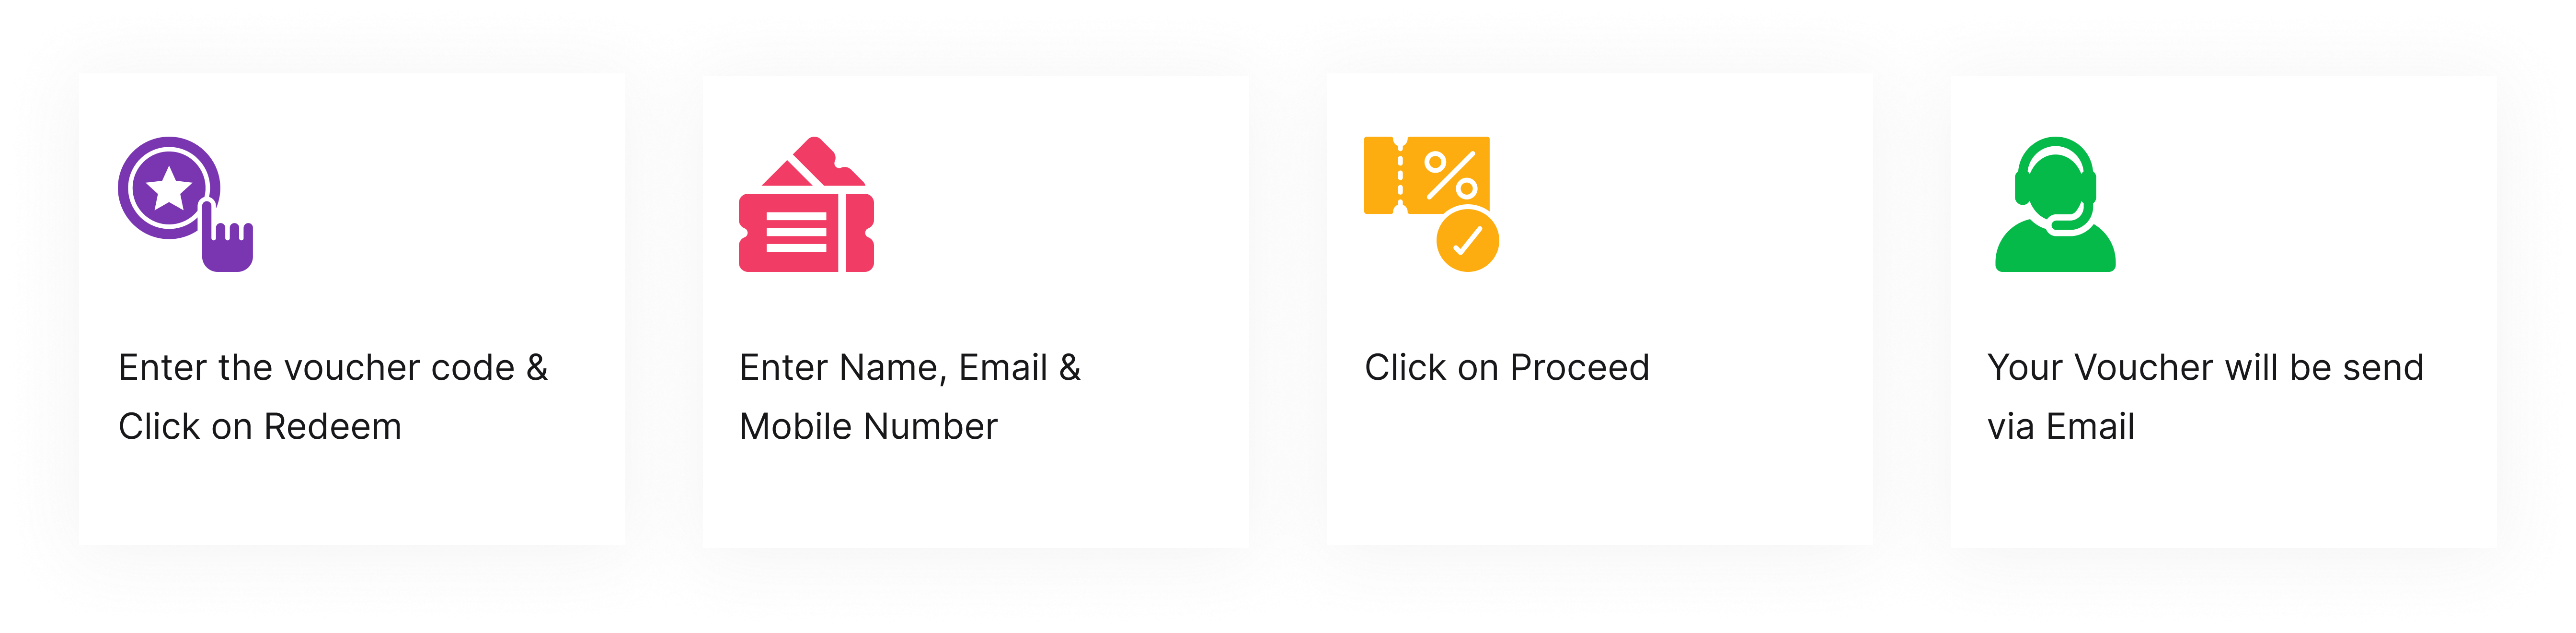 Enter the voucher code &
Click on Redeem
Enter Name, Email &
Mobile Number
Click on Proceed
Your Voucher will be send
via Email